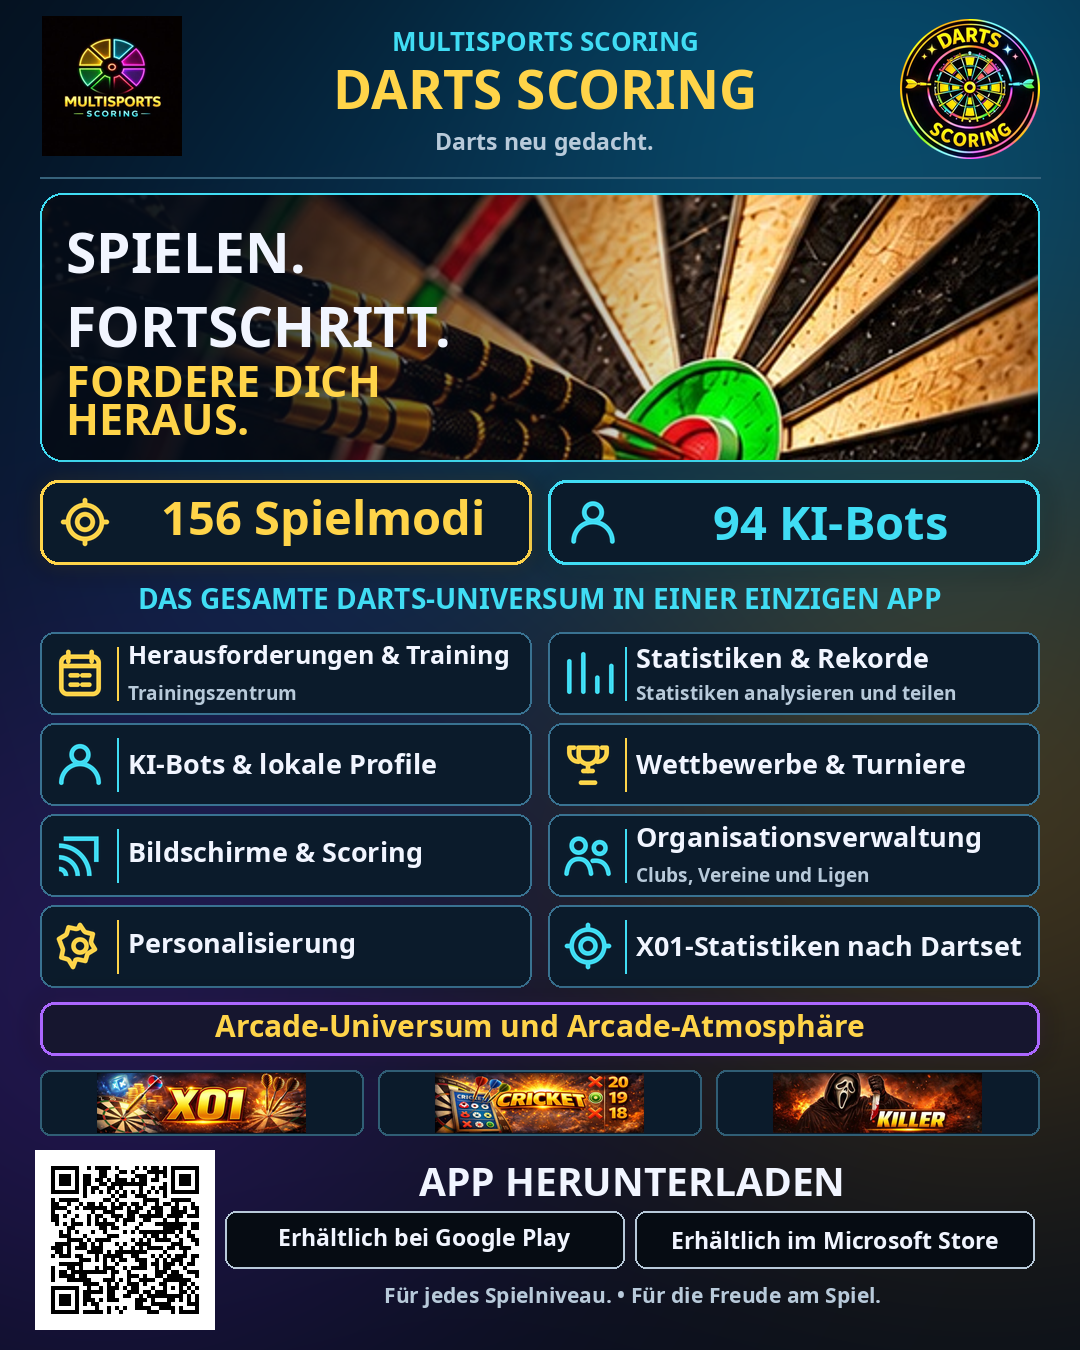 MULTISPORTS
SCORING
MULTISPORTS SCORING
DARTS SCORING
Darts neu gedacht.
DARTS
SCORING
SPIELEN.
FORTSCHRITT.
FORDERE DICH
HERAUS.
156 Spielmodi
94 KI-Bots
DAS GESAMTE DARTS-UNIVERSUM IN EINER EINZIGEN APP
Herausforderungen & Training
Trainingszentrum
Statistiken & Rekorde
Statistiken analysieren und teilen
KI-Bots & lokale Profile
Wettbewerbe & Turniere
Bildschirme & Scoring
Organisationsverwaltung
Clubs, Vereine und Ligen
Personalisierung
X01-Statistiken nach Dartset
Arcade-Universum und Arcade-Atmosphäre
X01
CRICKET
CRICKET
20
19
18
KILLER
APP HERUNTERLADEN
Erhältlich bei Google Play
Erhältlich im Microsoft Store
Für jedes Spielniveau. • Für die Freude am Spiel.